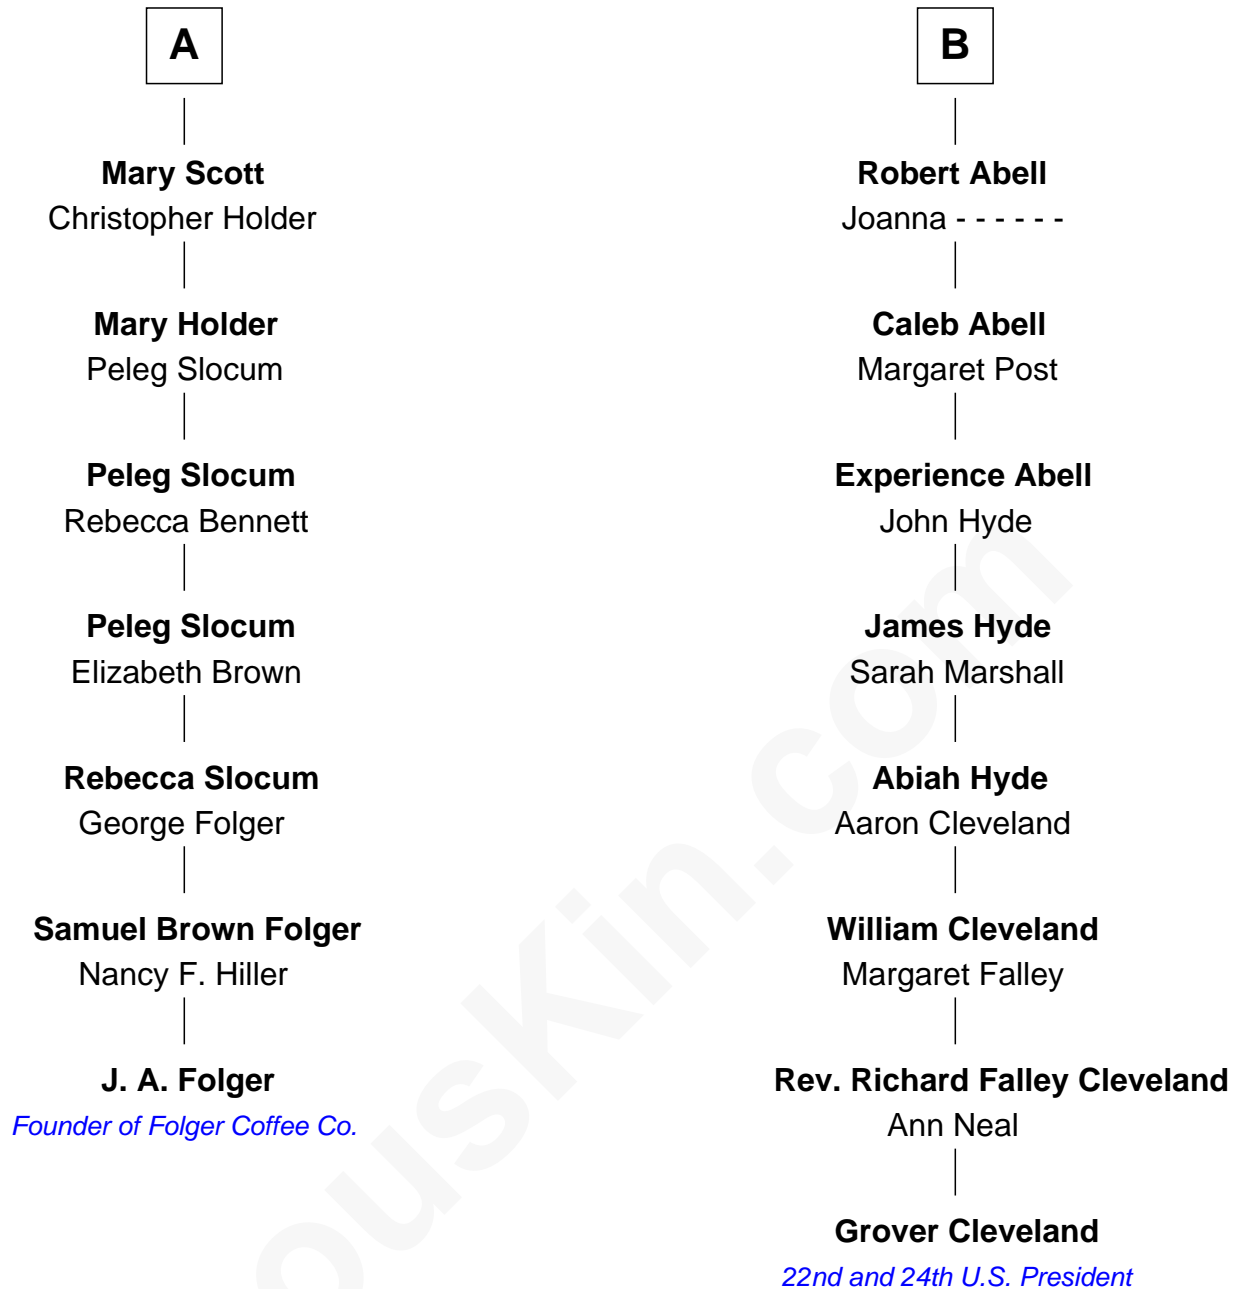 A
Mary Scott
Christopher Holder
Mary Holder
Peleg Slocum
Peleg Slocum
Rebecca Bennett
Peleg Slocum
Elizabeth Brown
Rebecca Slocum
George Folger
Samuel Brown Folger
Nancy F. Hiller
J. A. Folger
Founder of Folger Coffee Co.
B
Robert Abell
Joanna - - - - - -
Caleb Abell
Margaret Post
Experience Abell
John Hyde
James Hyde
Sarah Marshall
Abiah Hyde
Aaron Cleveland
William Cleveland
Margaret Falley
Rev. Richard Falley Cleveland
Ann Neal
Grover Cleveland
22nd and 24th U.S. President
ousKin.com